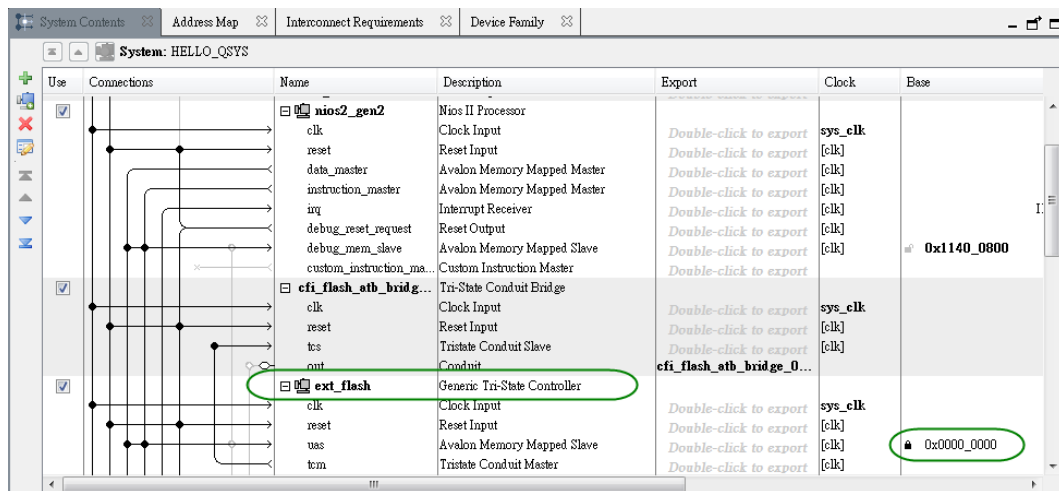 System Contents Address Map Interconnect Requirements Device Family
System: HELLO_QSYS
Use Connections Name Description Export Clock Base
nios2_gen2 Nios II Processor
clk Clock Input Double-click to export sys_clk
reset Reset Input Double-click to export [clk]
data_master Avalon Memory Mapped Master Double-click to export [clk]
instruction_master Avalon Memory Mapped Master Double-click to export [clk]
irq Interrupt Receiver Double-click to export [clk]
debug_reset_request Reset Output Double-click to export [clk]
debug_mem_slave Avalon Memory Mapped Slave Double-click to export [clk] 0x1140_0800
custom_instruction_ma... Custom Instruction Master Double-click to export
cfi_flash_atb_bridg... Tri-State Conduit Bridge
clk Clock Input Double-click to export sys_clk
reset Reset Input Double-click to export [clk]
tcs Tristate Conduit Slave Double-click to export [clk]
out Conduit cfi_flash_atb_bridge_0...
ext_flash Generic Tri-State Controller
clk Clock Input Double-click to export sys_clk
reset Reset Input Double-click to export [clk]
uas Avalon Memory Mapped Slave Double-click to export [clk] 0x0000_0000
tcm Tristate Conduit Master Double-click to export [clk]